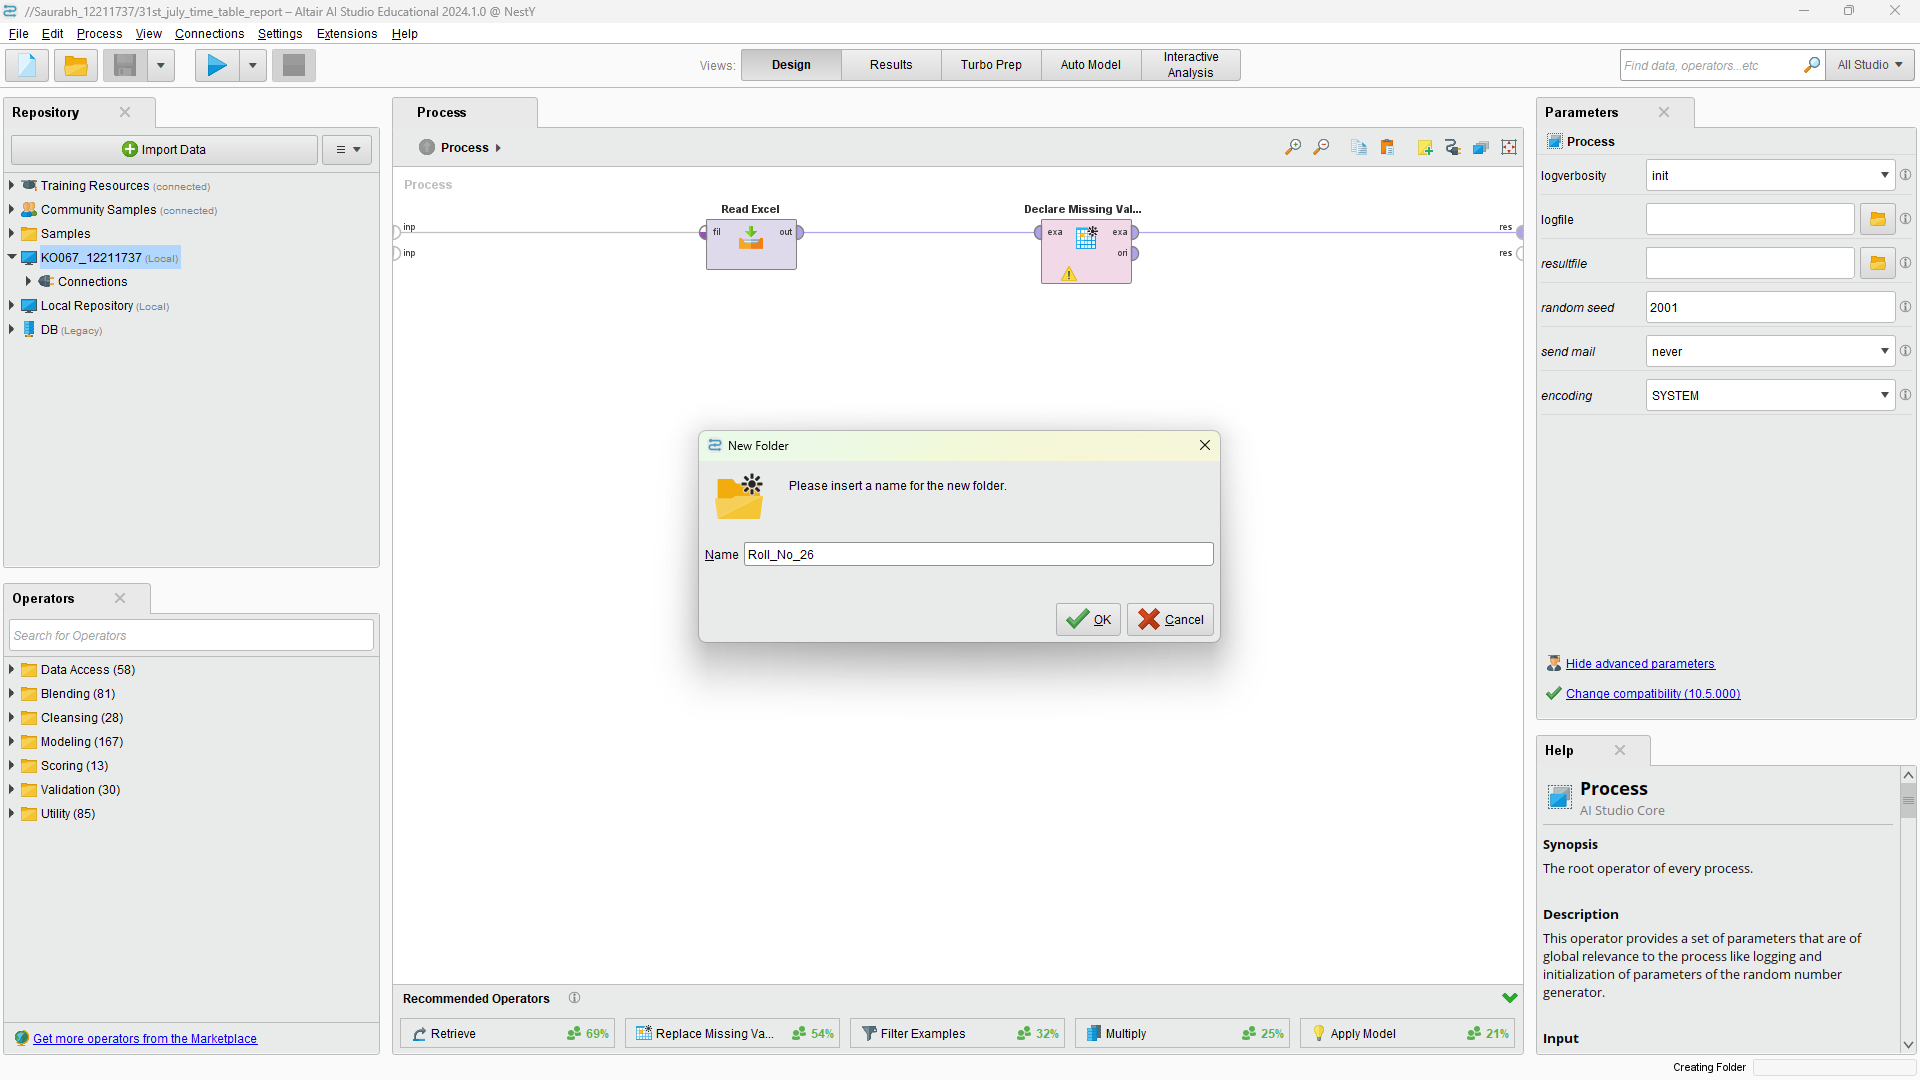 //Saurabh_12211737/31st_july_time_table_report – Altair AI Studio Educational 2024.1.0 @ NestY
File Edit Process View Connections Settings Extensions Help
Views: Design Results Turbo Prep Auto Model Interactive Analysis
Find data, operators...etc All Studio
Repository
Import Data
Training Resources (connected)
Community Samples (connected)
Samples
KO067_12211737 (Local)
Connections
Local Repository (Local)
DB (Legacy)
Operators
Search for Operators
Data Access (58)
Blending (81)
Cleansing (28)
Modeling (167)
Scoring (13)
Validation (30)
Utility (85)
Get more operators from the Marketplace
Process
Process
Process
inp
inp
Read Excel
fil out
Declare Missing Val...
exa exa
ori
res
res
New Folder
Please insert a name for the new folder.
Name Roll_No_26
OK Cancel
Recommended Operators
Retrieve 69%
Replace Missing Va... 54%
Filter Examples 32%
Multiply 25%
Apply Model 21%
Parameters
Process
logverbosity init
logfile
resultfile
random seed 2001
send mail never
encoding SYSTEM
Hide advanced parameters
Change compatibility (10.5.000)
Help
Process
AI Studio Core
Synopsis
The root operator of every process.
Description
This operator provides a set of parameters that are of
global relevance to the process like logging and
initialization of parameters of the random number
generator.
Input
Creating Folder